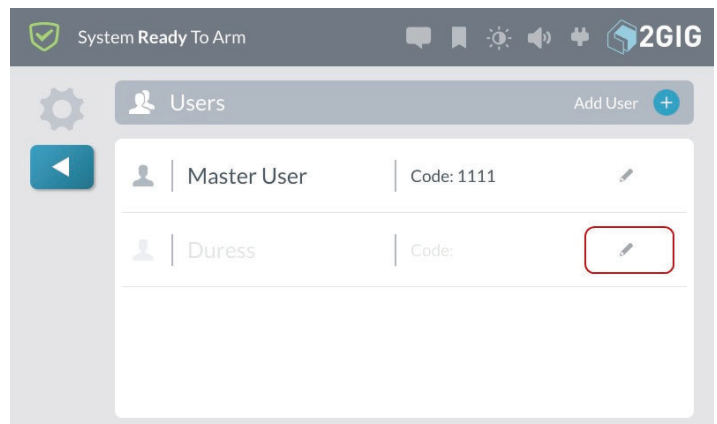 System Ready To Arm
2GIG
Users
Add User
Master User
Code: 1111
Duress
Code: